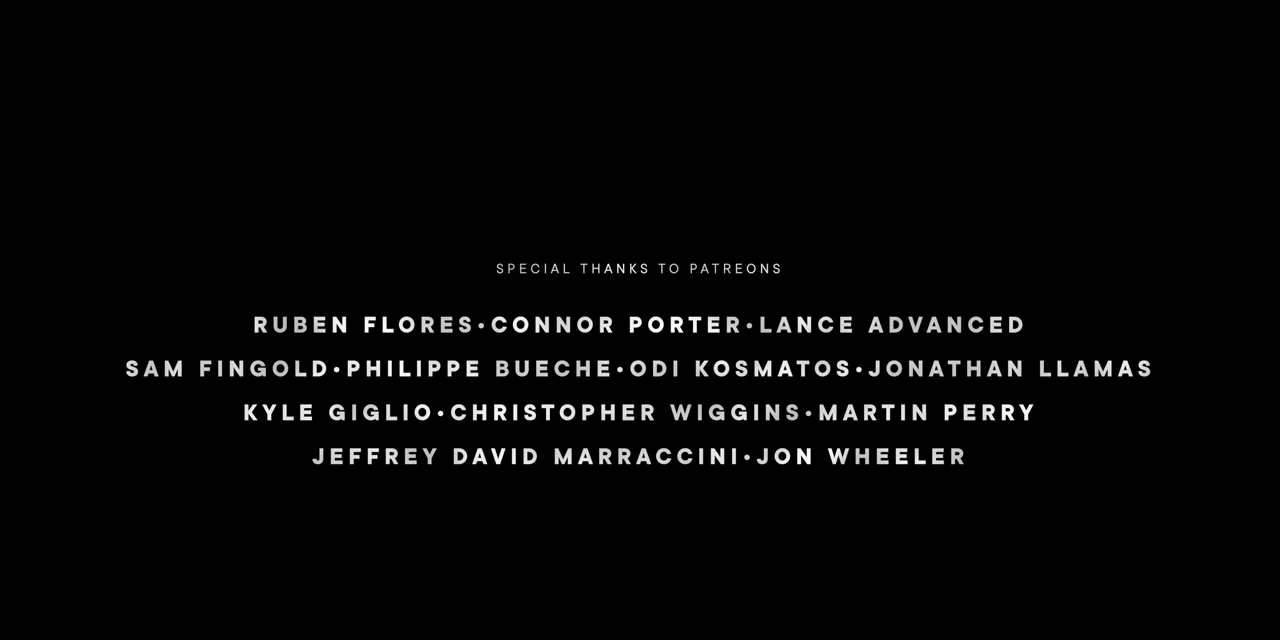 SPECIAL THANKS TO PATREONS
RUBEN FLORES•CONNOR PORTER•LANCE ADVANCED
SAM FINGOLD•PHILIPPE BUECHE•ODI KOSMATOS•JONATHAN LLAMAS
KYLE GIGLIO•CHRISTOPHER WIGGINS•MARTIN PERRY
JEFFREY DAVID MARRACCINI•JON WHEELER